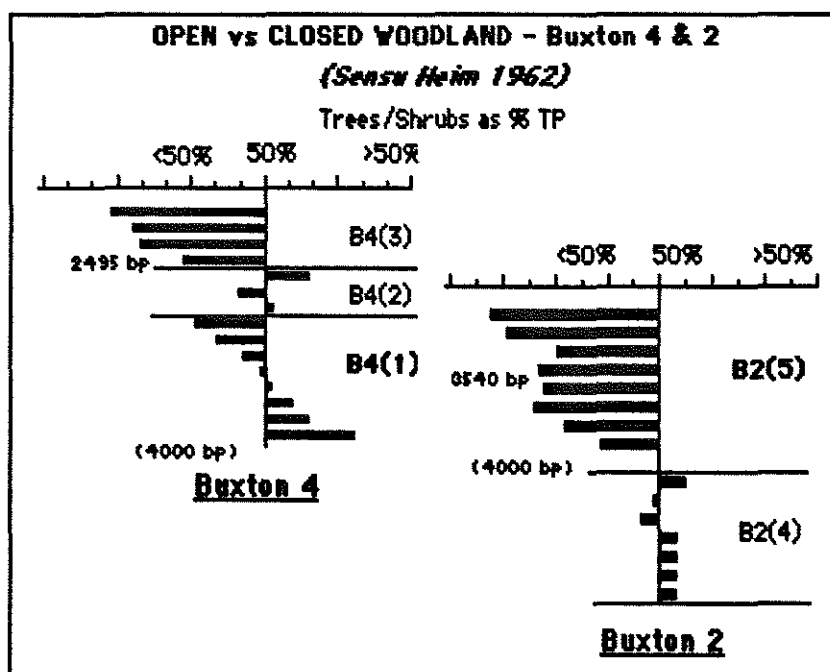 OPEN vs CLOSED WOODLAND - Buxton 4 & 2
(Sensu Heim 1962)
Trees/Shrubs as % TP
<50% 50% >50%
B4(3)
2495 bp
B4(2)
B4(1)
(4000 bp)
Buxton 4
<50% 50% >50%
B2(5)
3540 bp
(4000 bp)
B2(4)
Buxton 2